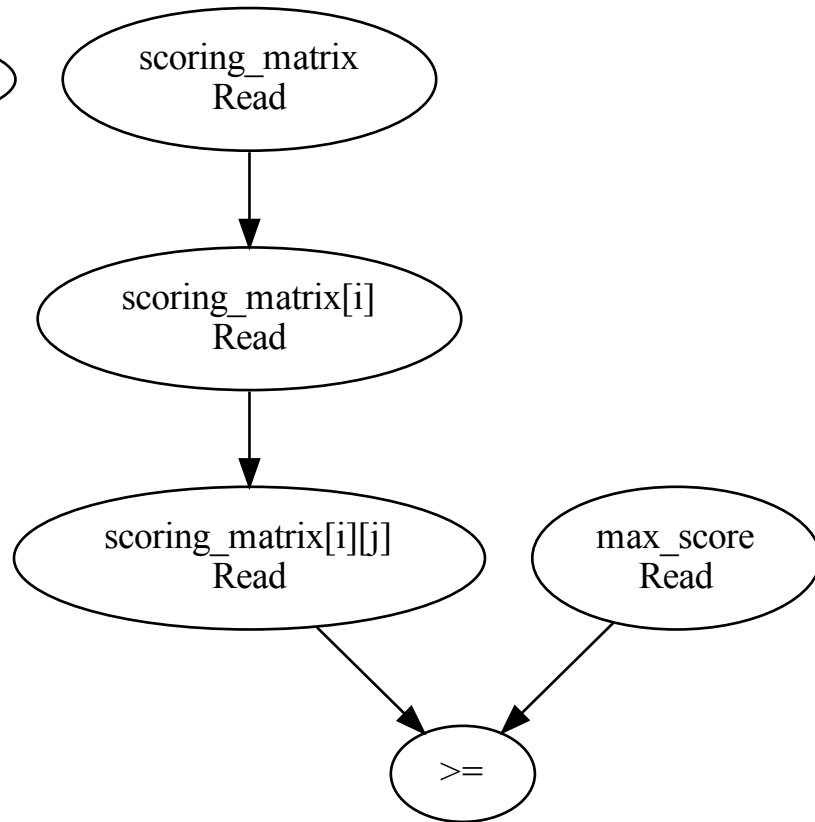 scoring_matrix
Read
scoring_matrix[i]
Read
scoring_matrix[i][j]
Read
max_score
Read
>=